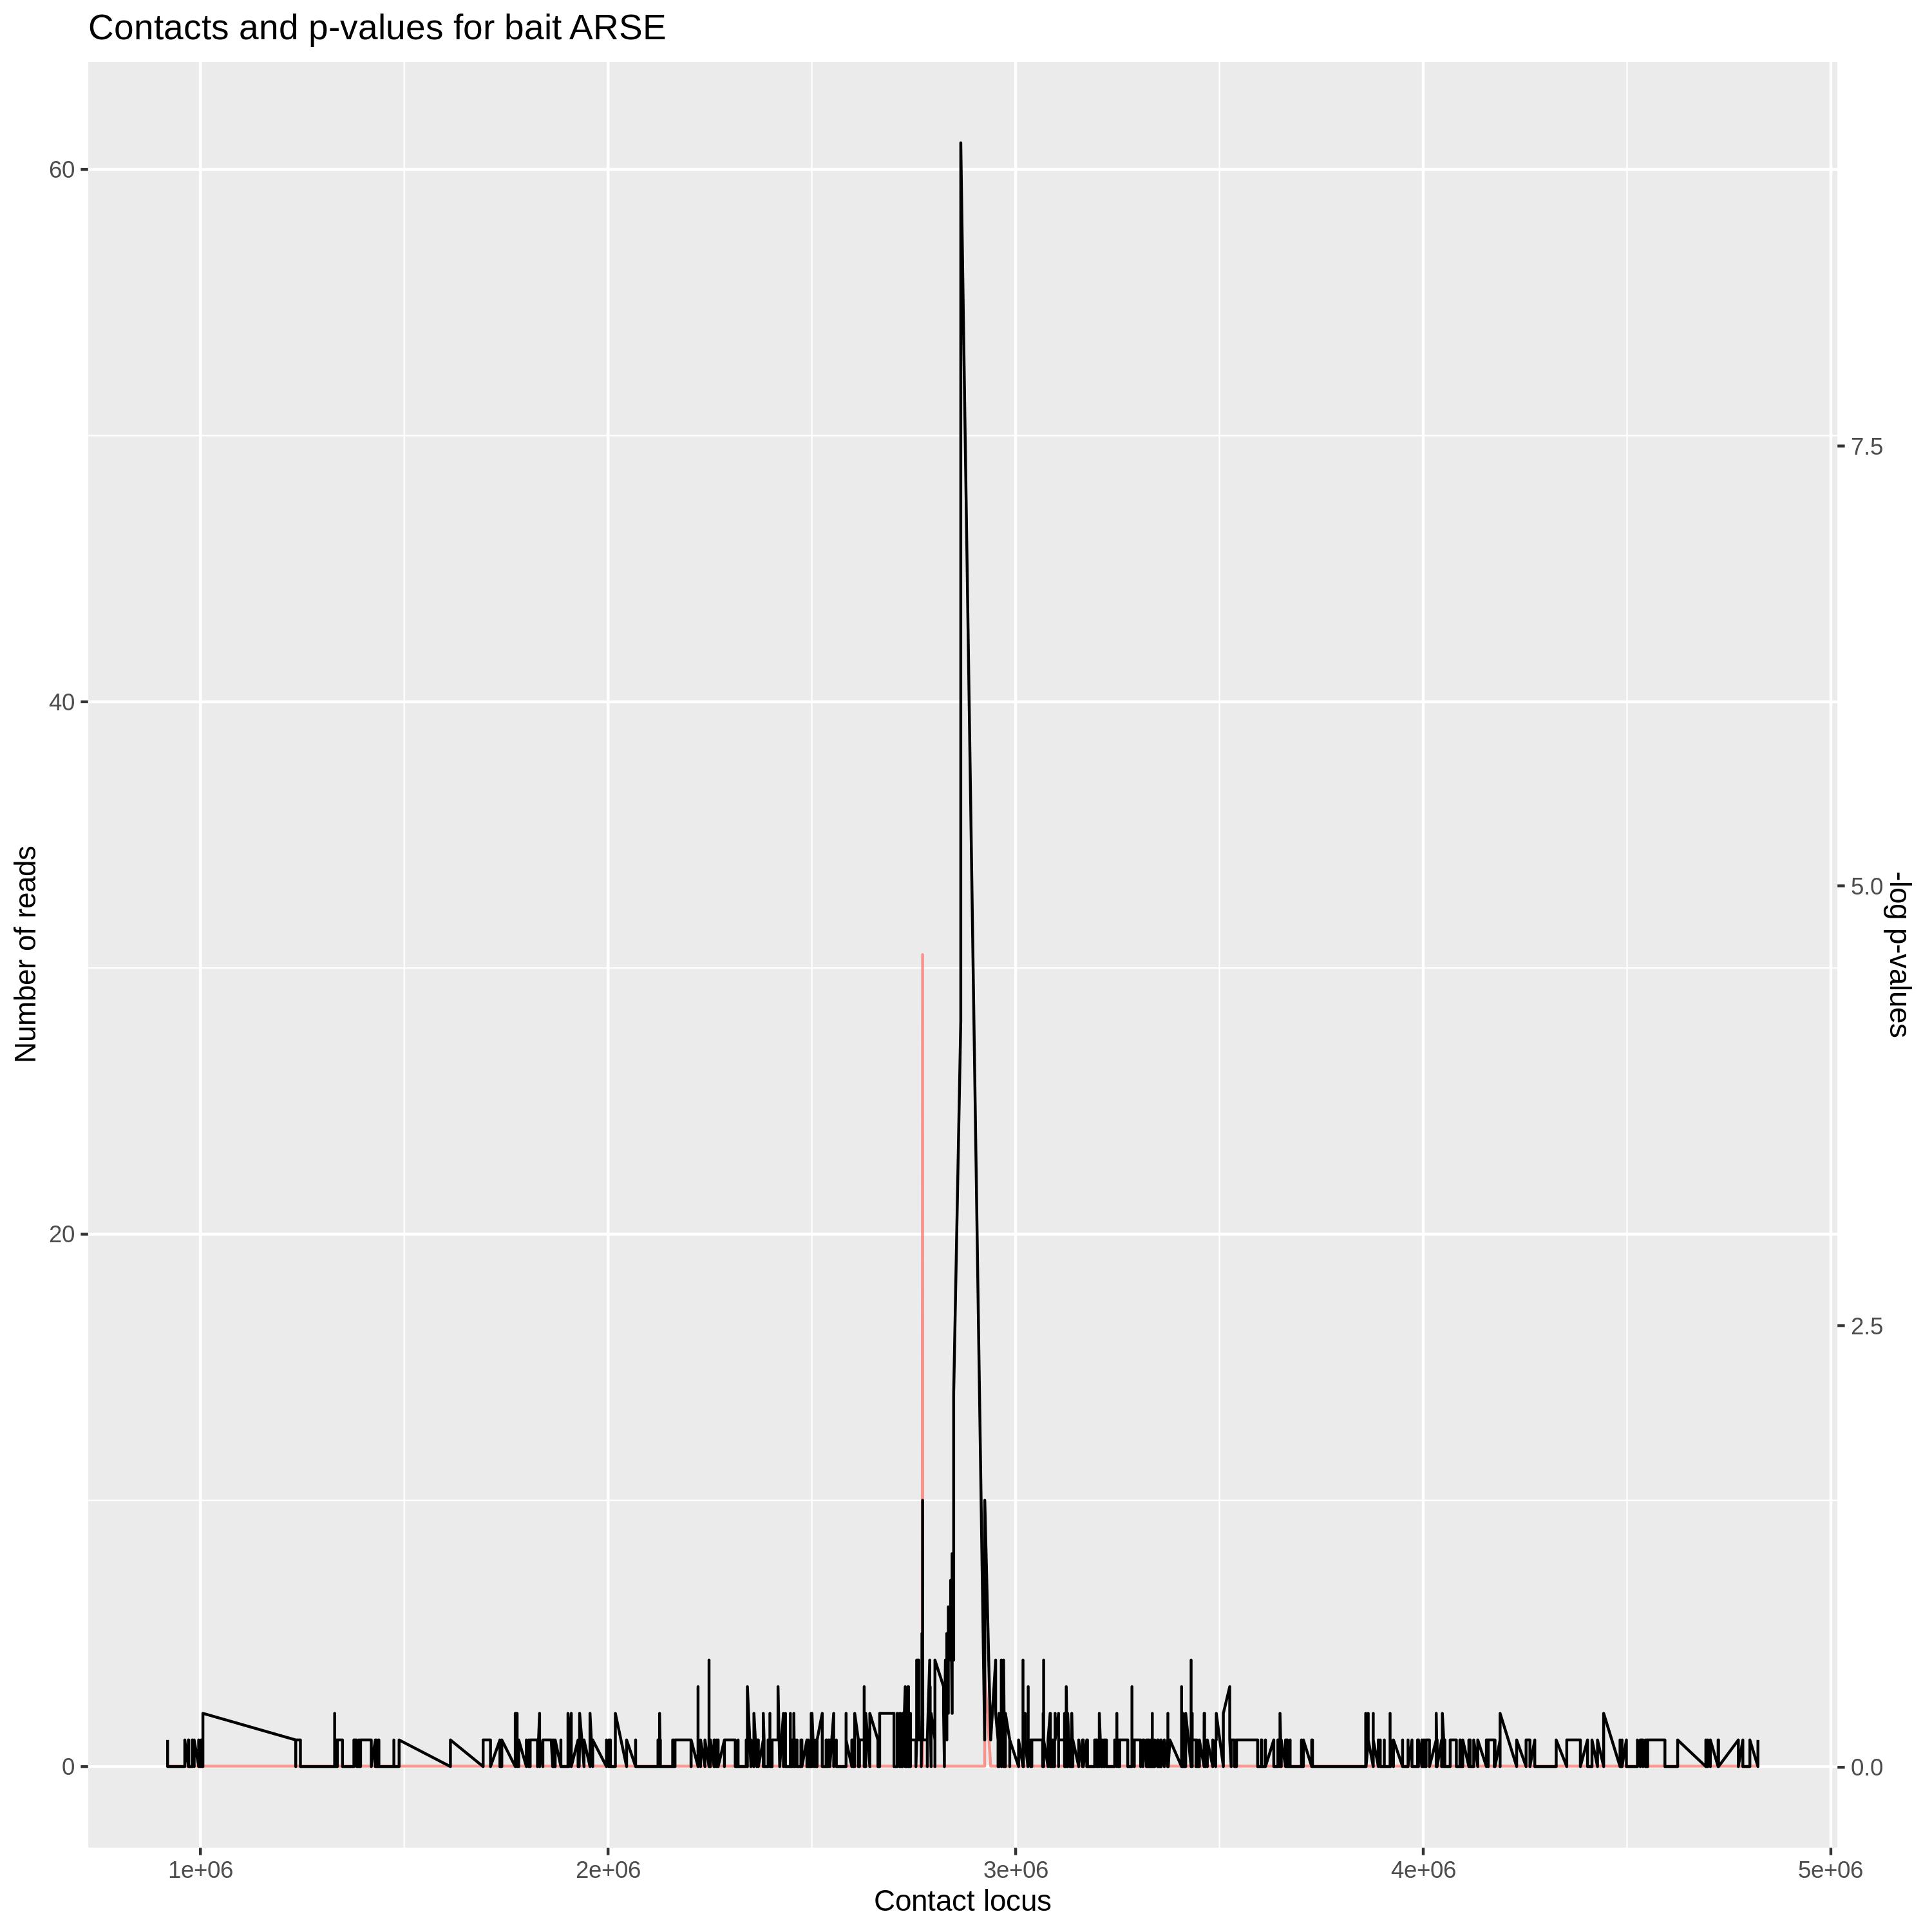 Contacts and p-values for bait ARSE
60
40
20
0
Number of reads
7.5
5.0
2.5
0.0
-log p-values
1e+06
2e+06
3e+06
4e+06
5e+06
Contact locus